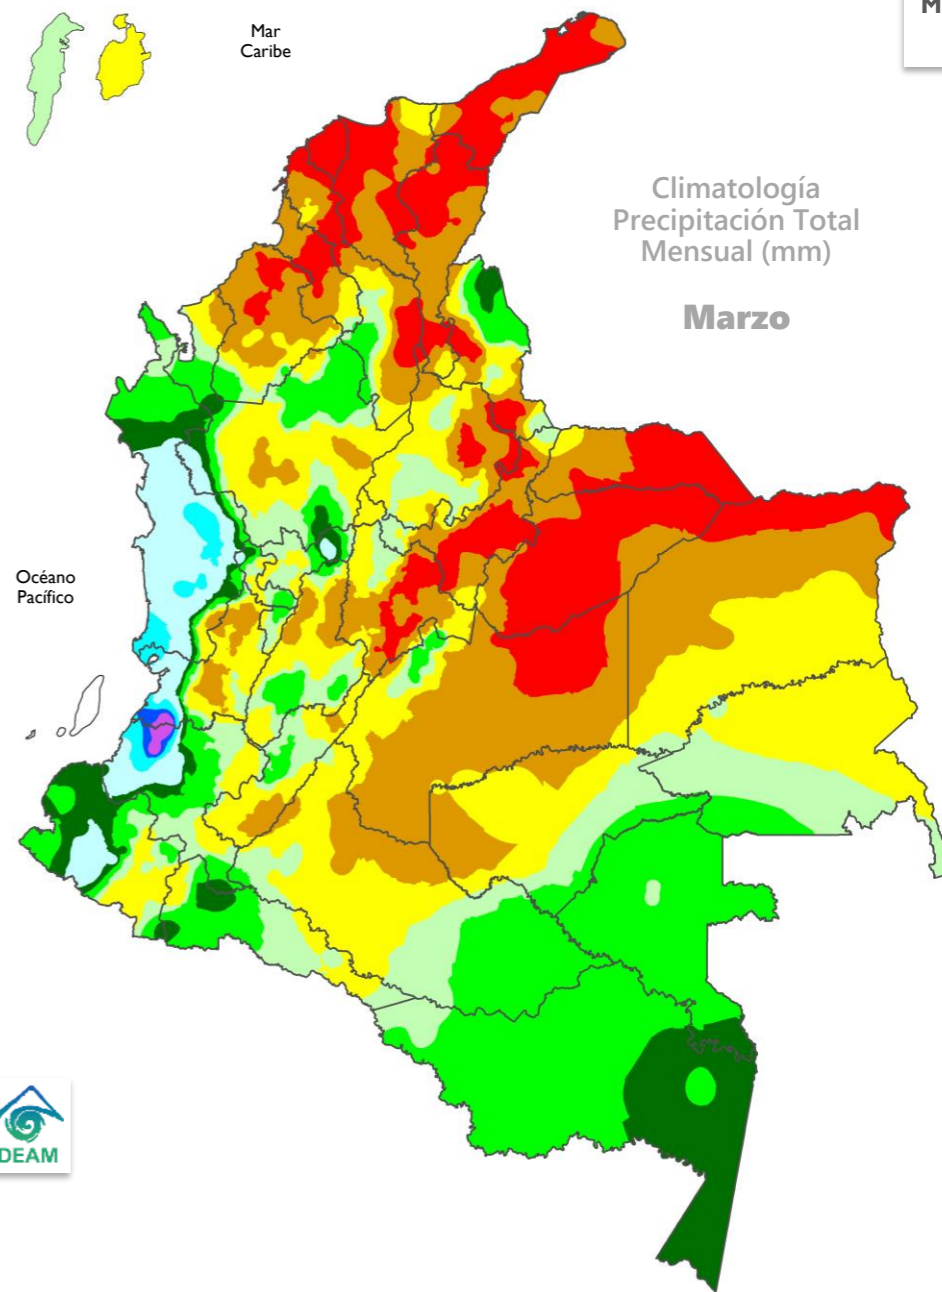 Mar
Caribe
Climatología
Precipitación Total
Mensual (mm)
Marzo
Océano
Pacífico
DEAM